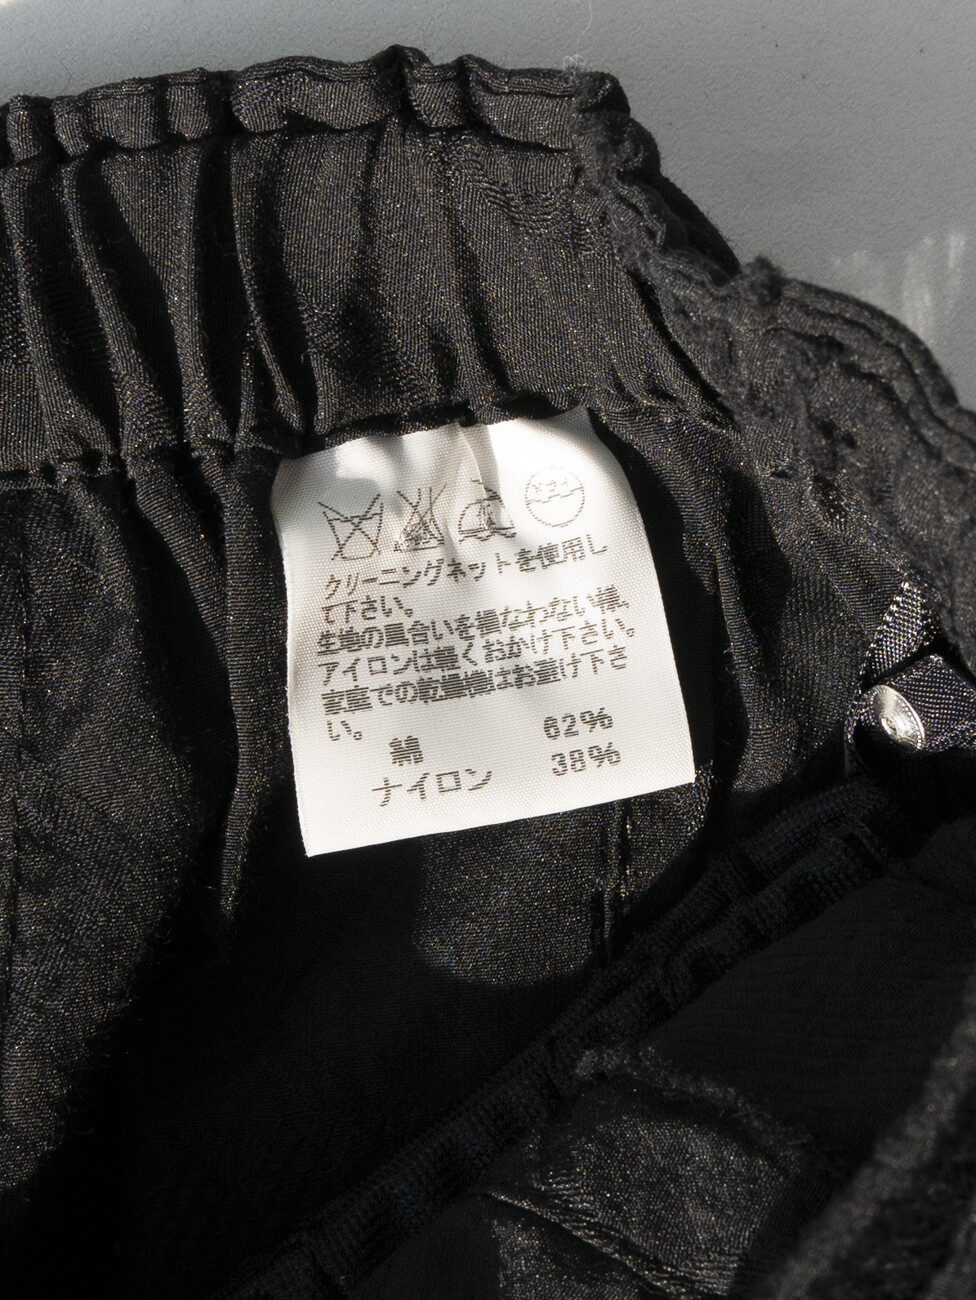 クリーニングネットを使用し
て下さい。
生地の風合いを損なわない様、
アイロンは軽くおかけ下さい。
家庭での乾燥機はお避け下さ
い。
綿 62%
ナイロン 38%